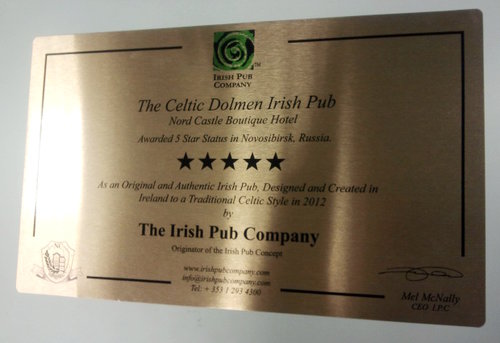 TM
IRISH PUB
COMPANY
The Celtic Dolmen Irish Pub
Nord Castle Boutique Hotel
Awarded 5 Star Status in Novosibirsk, Russia.
As an Original and Authentic Irish Pub, Designed and Created in
Ireland to a Traditional Celtic Style in 2012
by
The Irish Pub Company
Originator of the Irish Pub Concept
www.irishpubcompany.com
info@irishpubcompany.com
Tel: + 353 1 293 4300
Mel McNally
CEO I.P.C